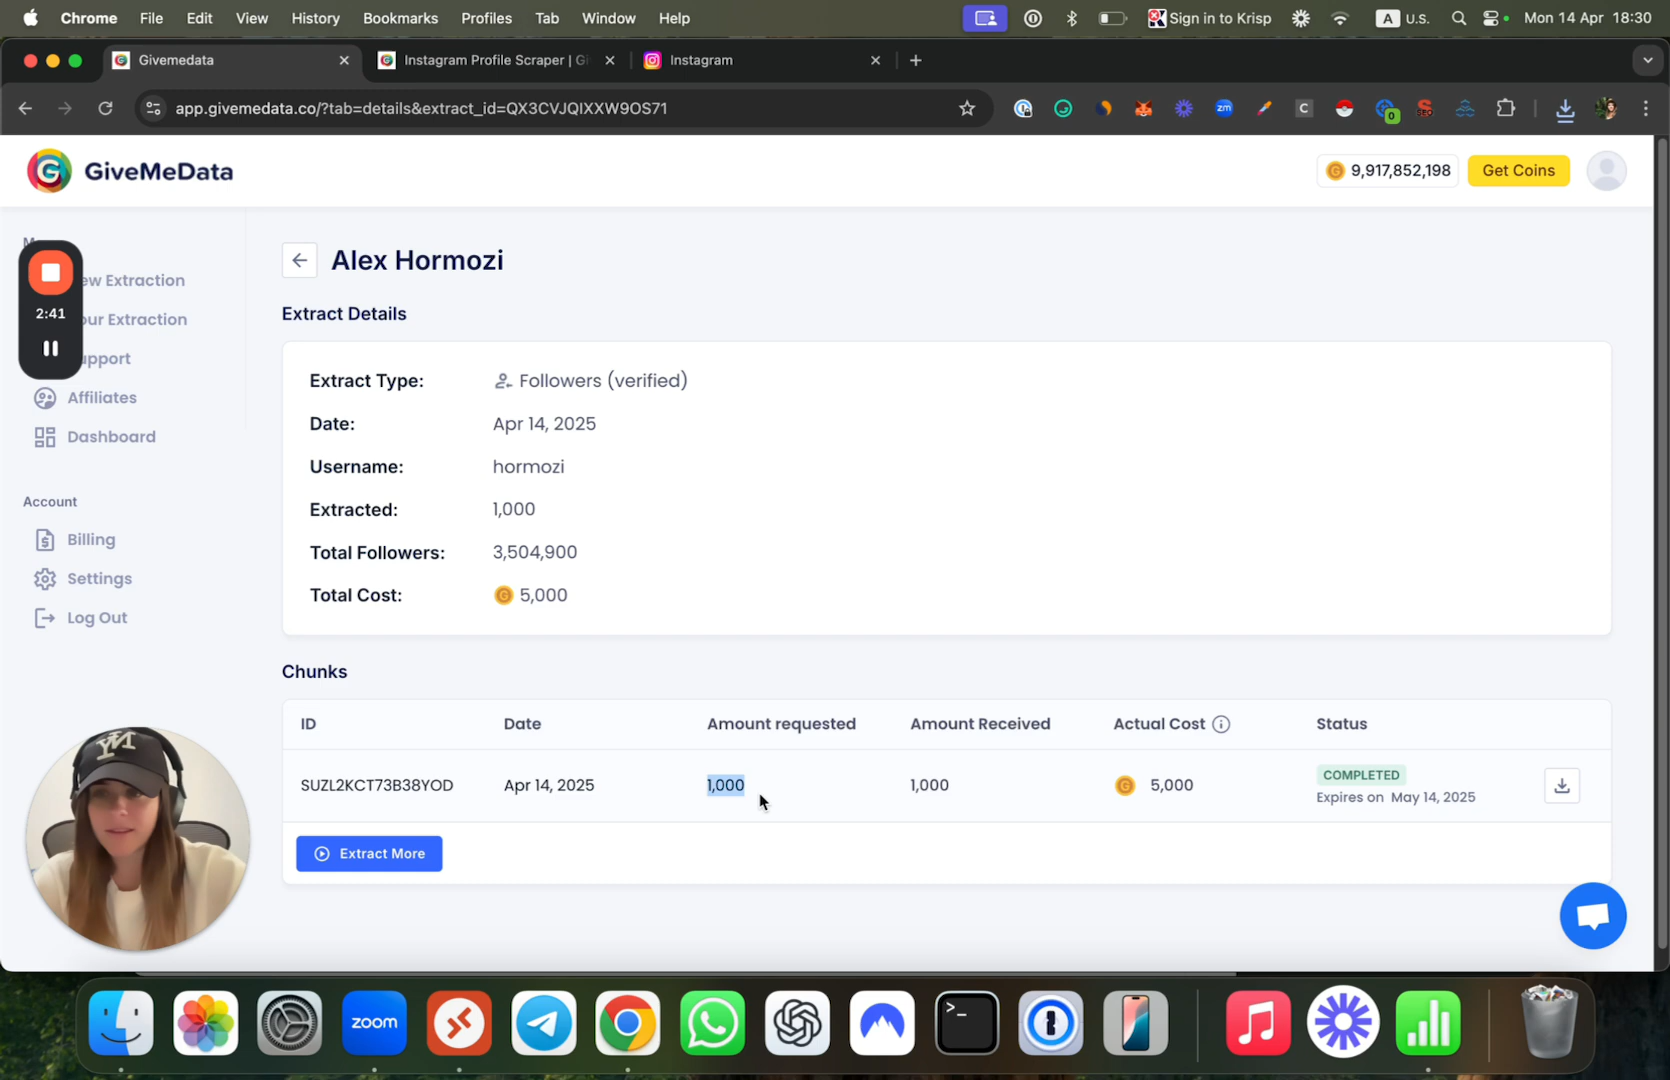 Chrome File Edit View History Bookmarks Profiles Tab Window Help Sign in to Krisp A U.S. Mon 14 Apr 18:30
Givemedata Instagram Profile Scraper | Gi Instagram
app.givemedata.co/?tab=details&extract_id=QX3CVJQIXXW9OS71
GiveMeData 9,917,852,198 Get Coins
Alex Hormozi
ew Extraction
2:41
our Extraction
upport
Affiliates
Dashboard
Account
Billing
Settings
Log Out
Extract Details
Extract Type: Followers (verified)
Date: Apr 14, 2025
Username: hormozi
Extracted: 1,000
Total Followers: 3,504,900
Total Cost: 5,000
Chunks
ID Date Amount requested Amount Received Actual Cost Status
SUZL2KCT73B38YOD Apr 14, 2025 1,000 1,000 5,000 COMPLETED
Expires on May 14, 2025
Extract More
zoom